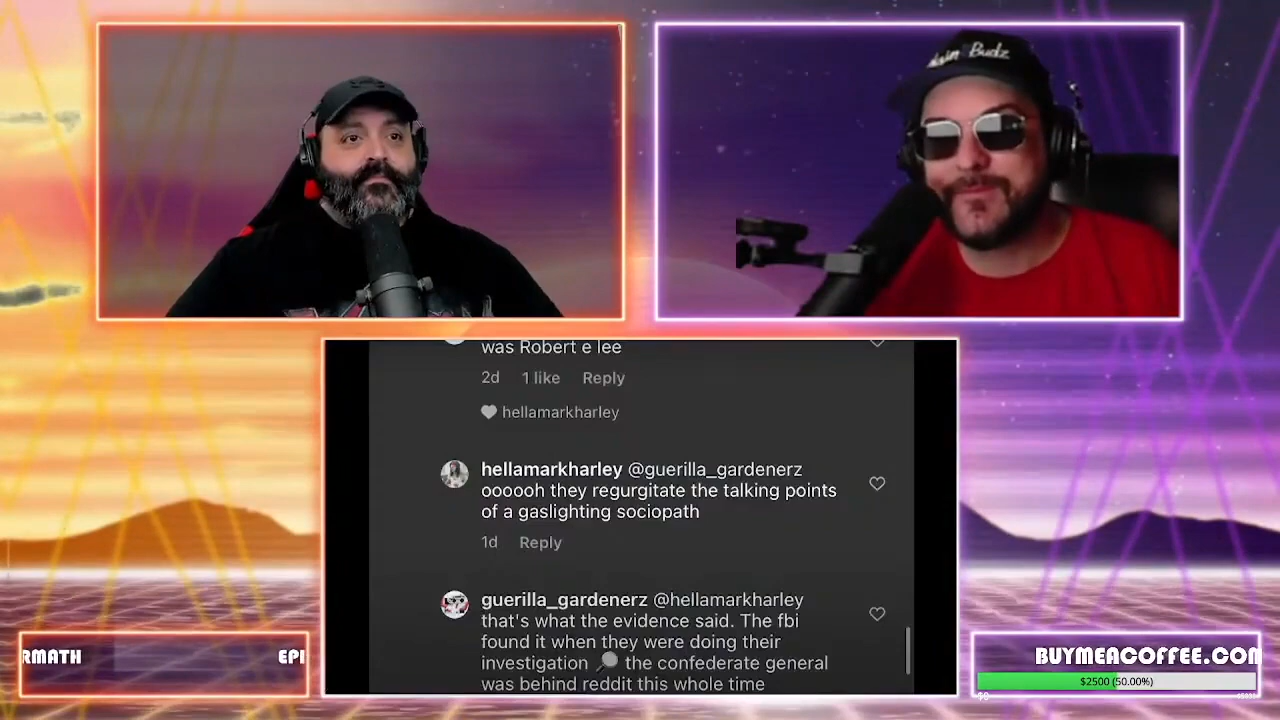 Budz
was Robert e lee
2d 1 like Reply
hellamarkharley
hellamarkharley @guerilla_gardenerz
oooooh they regurgitate the talking points
of a gaslighting sociopath
1d Reply
guerilla_gardenerz @hellamarkharley
that's what the evidence said. The fbi
found it when they were doing their
investigation 🔎 the confederate general
was behind reddit this whole time
RMATH EPI
BUYMEACOFFEE.COM
$2500 (50.00%)
$0